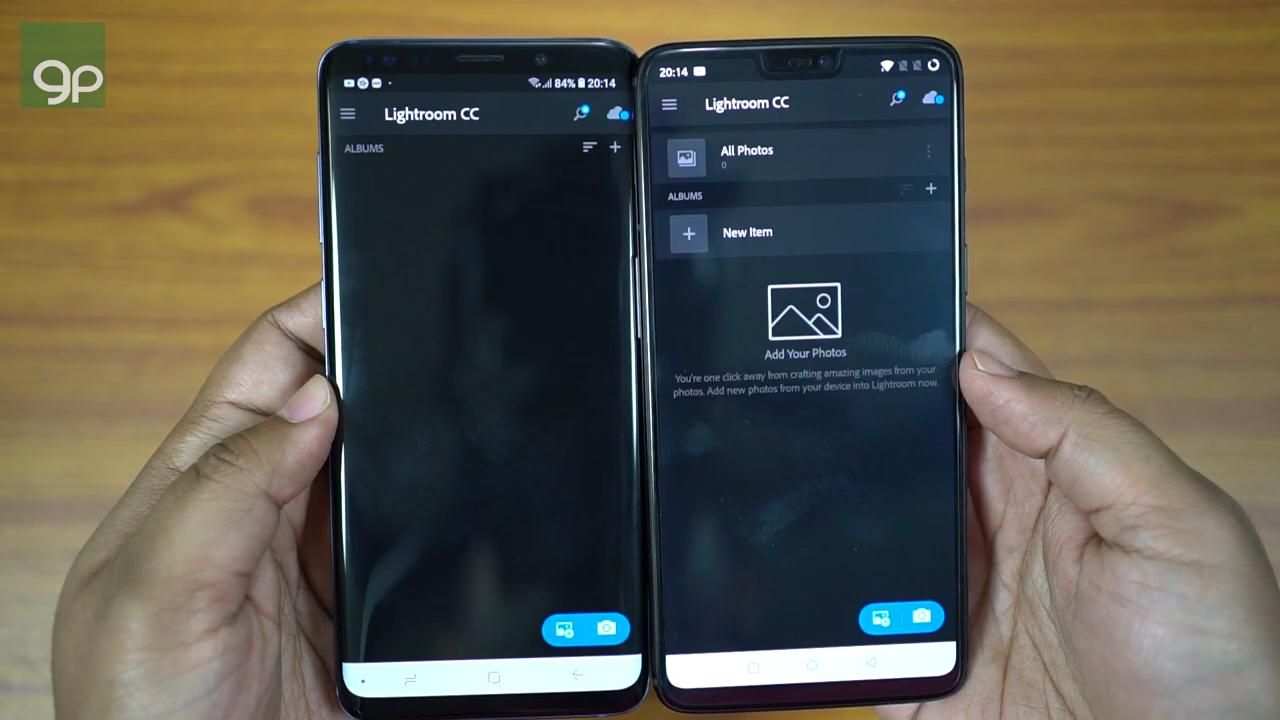 gp
84% 20:14
Lightroom CC
ALBUMS
20:14
Lightroom CC
All Photos
0
ALBUMS
New Item
Add Your Photos
You're one click away from crafting amazing images from your
photos. Add new photos from your device into Lightroom now.